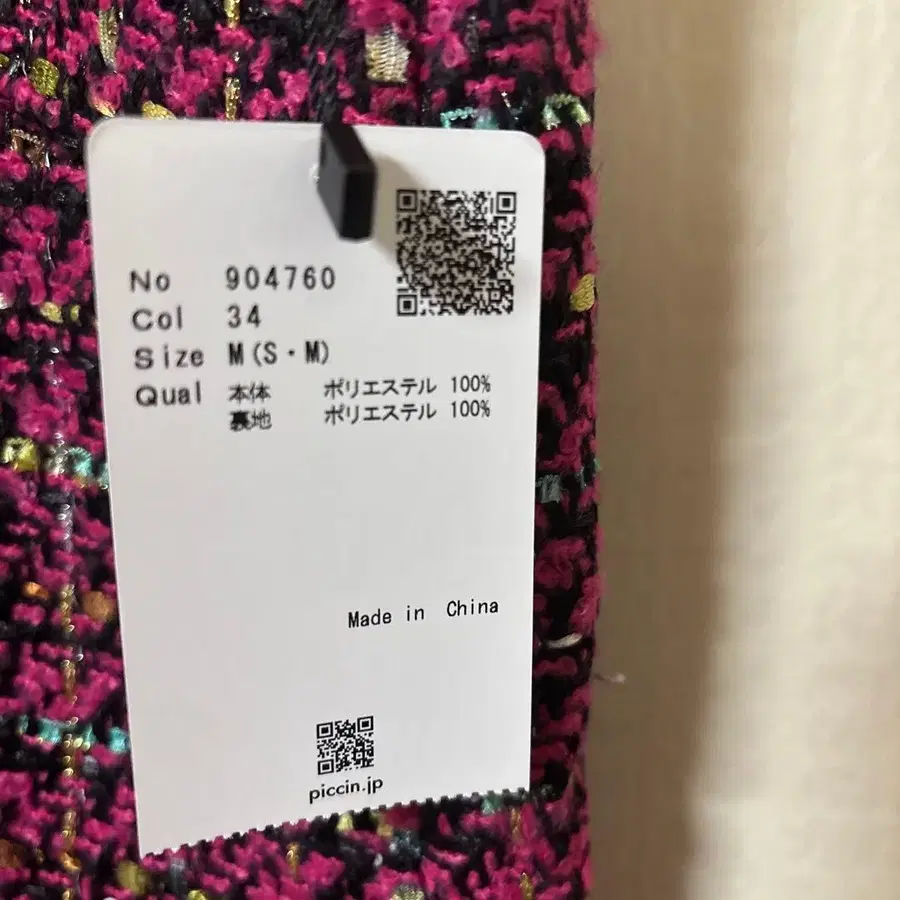 No 904760
Col 34
Size M(S・M)
Qual 本体 ポリエステル 100%
裏地 ポリエステル 100%
Made in China
piccin.jp